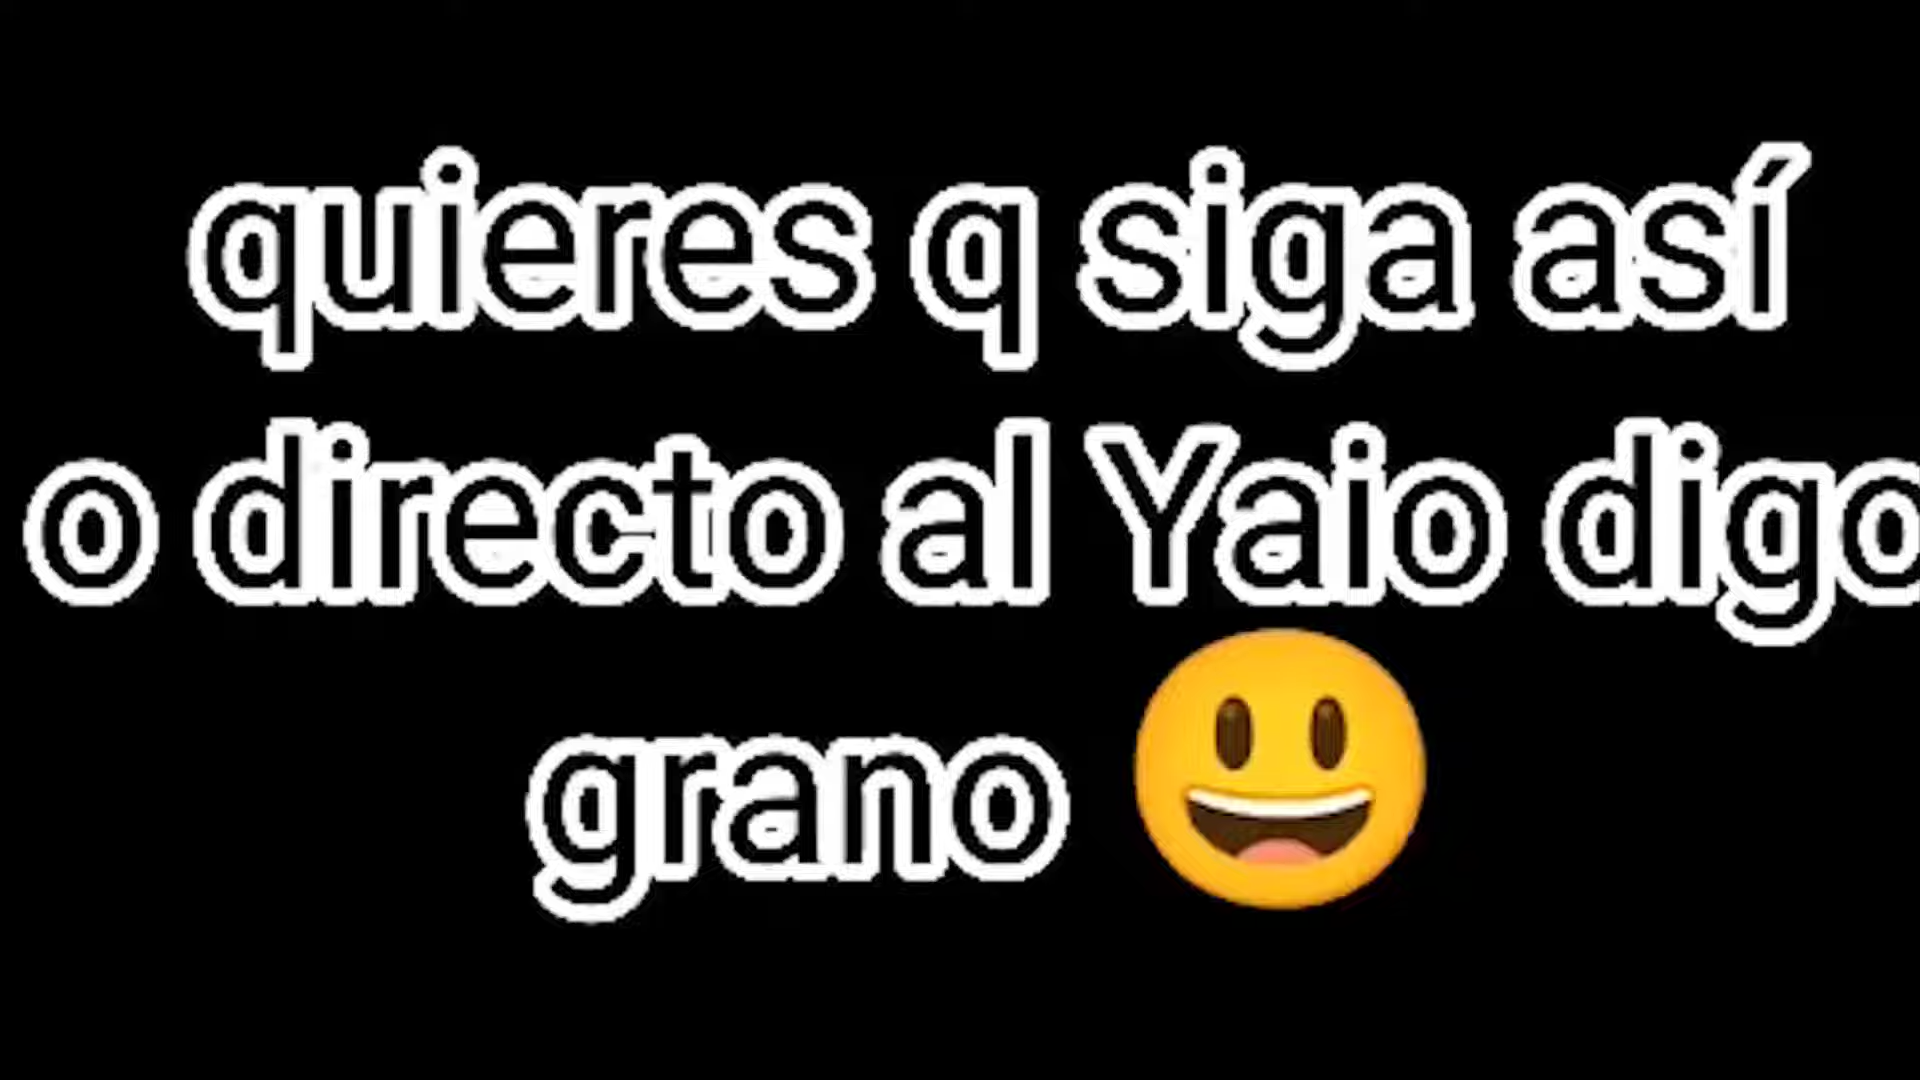 quieres q siga así
o directo al Yaio digo
grano 😃